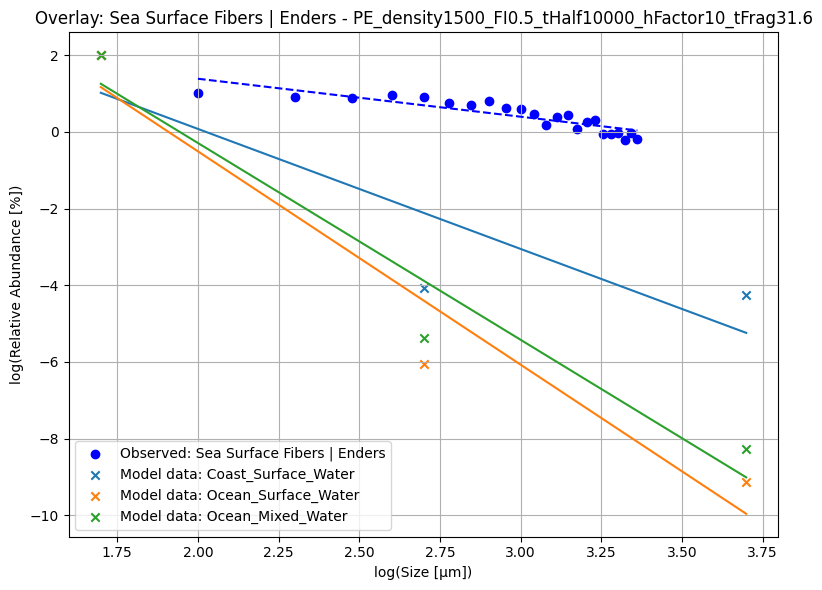 Overlay: Sea Surface Fibers | Enders - PE_density1500_FI0.5_tHalf10000_hFactor10_tFrag31.6
log(Relative Abundance [%])
2
0
−2
−4
−6
−8
−10
Observed: Sea Surface Fibers | Enders
Model data: Coast_Surface_Water
Model data: Ocean_Surface_Water
Model data: Ocean_Mixed_Water
1.75 2.00 2.25 2.50 2.75 3.00 3.25 3.50 3.75
log(Size [µm])